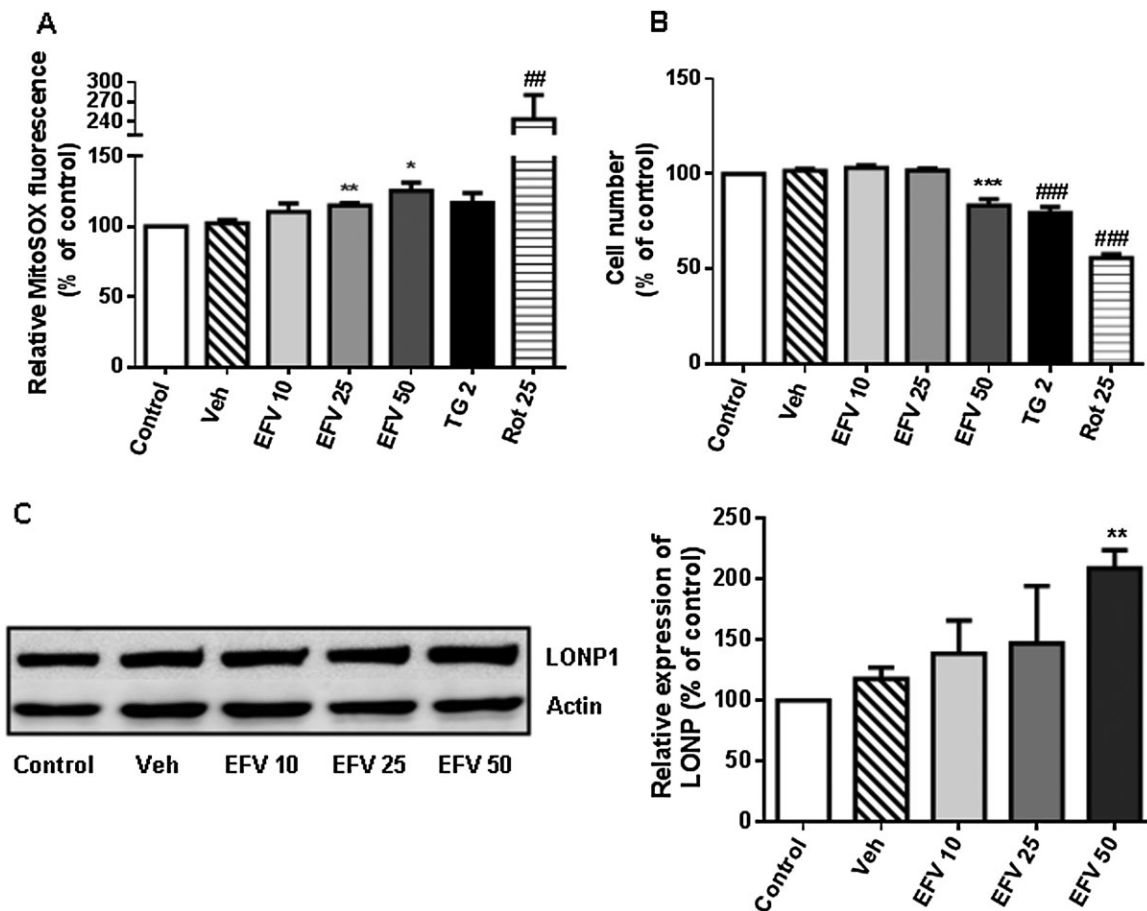 A
Relative MitoSOX fluorescence
(% of control)
300
270
240
150
100
50
0
##
**
*
Control
Veh
EFV 10
EFV 25
EFV 50
TG 2
Rot 25
B
Cell number
(% of control)
150
100
50
0
***
###
###
Control
Veh
EFV 10
EFV 25
EFV 50
TG 2
Rot 25
C
LONP1
Actin
Control Veh EFV 10 EFV 25 EFV 50
Relative expression of
LONP (% of control)
250
200
150
100
50
0
**
Control
Veh
EFV 10
EFV 25
EFV 50